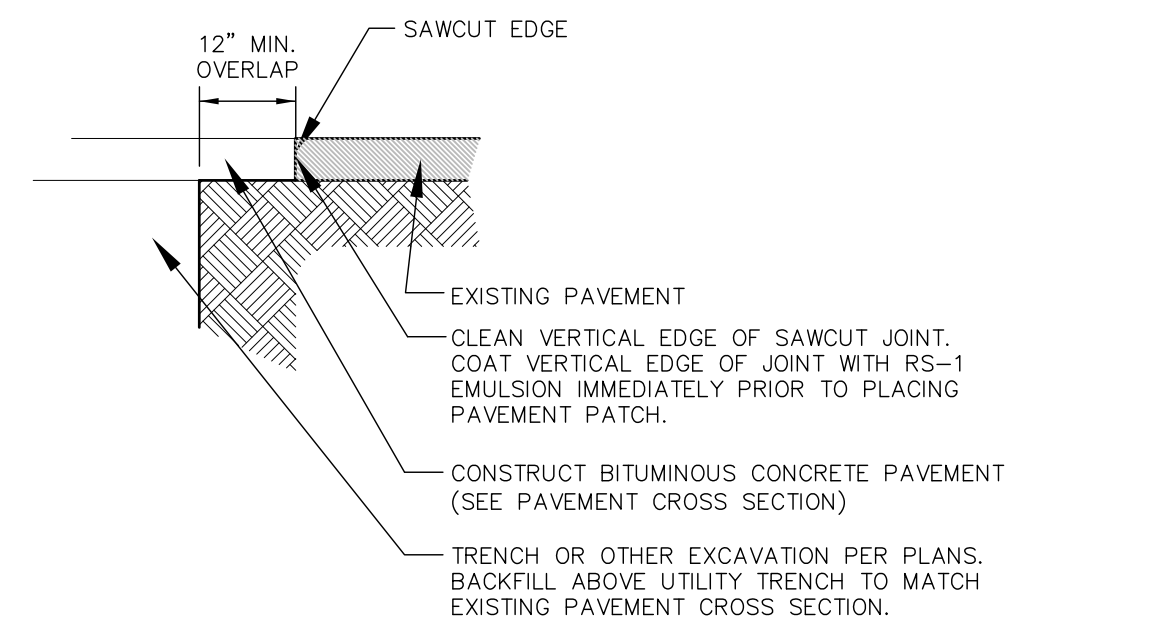 SAWCUT EDGE
12” MIN.
OVERLAP
EXISTING PAVEMENT
CLEAN VERTICAL EDGE OF SAWCUT JOINT.
COAT VERTICAL EDGE OF JOINT WITH RS-1
EMULSION IMMEDIATELY PRIOR TO PLACING
PAVEMENT PATCH.
CONSTRUCT BITUMINOUS CONCRETE PAVEMENT
(SEE PAVEMENT CROSS SECTION)
TRENCH OR OTHER EXCAVATION PER PLANS.
BACKFILL ABOVE UTILITY TRENCH TO MATCH
EXISTING PAVEMENT CROSS SECTION.